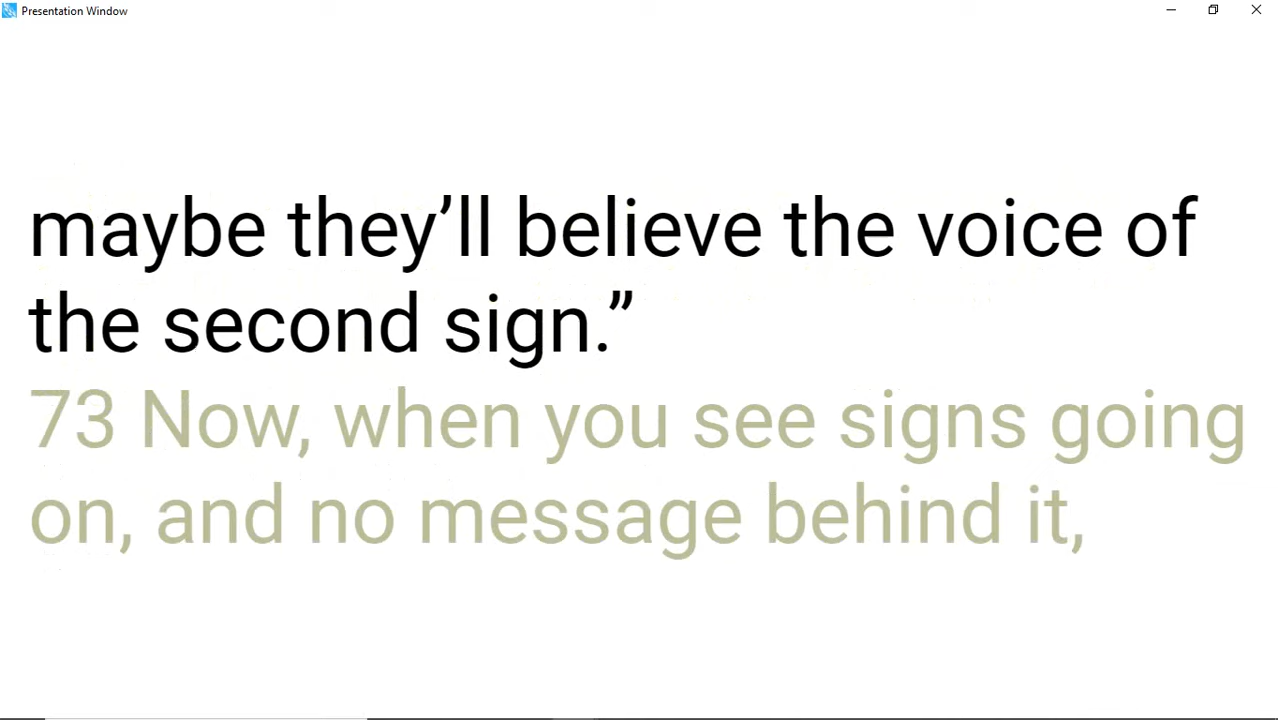 Presentation Window
maybe they’ll believe the voice of
the second sign.”
73 Now, when you see signs going
on, and no message behind it,